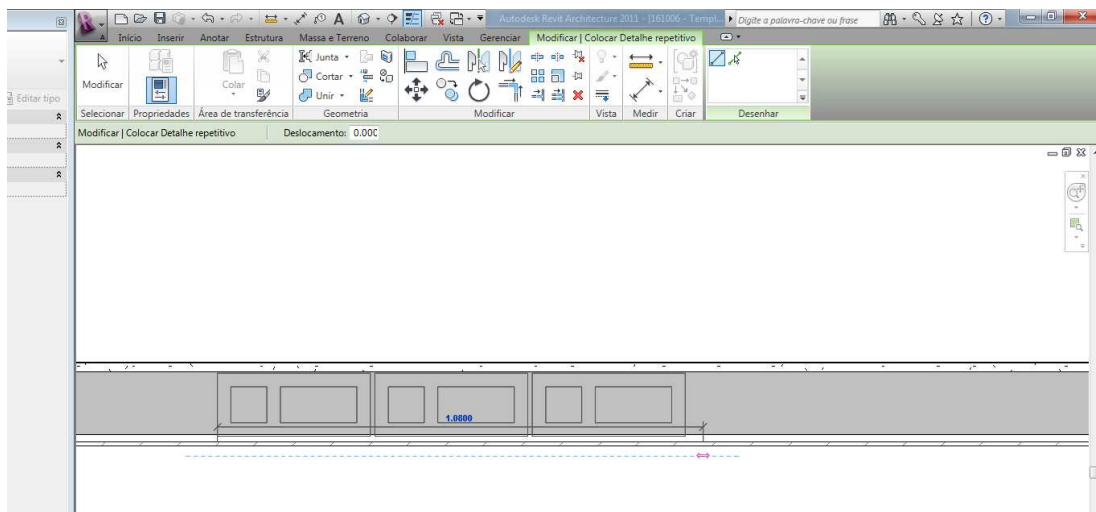 Autodesk Revit Architecture 2011 - [161006 - Templ... Digite a palavra-chave ou frase
Início Inserir Anotar Estrutura Massa e Terreno Colaborar Vista Gerenciar Modificar | Colocar Detalhe repetitivo
Modificar
Colar
Junta
Cortar
Unir
Editar tipo
Selecionar Propriedades Área de transferência Geometria Modificar Vista Medir Criar Desenhar
Modificar | Colocar Detalhe repetitivo Deslocamento: 0.000
1.0800